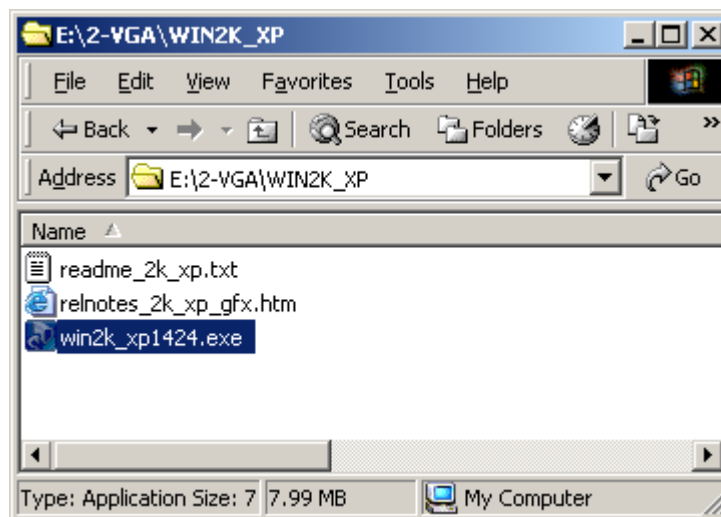 E:\2-VGA\WIN2K_XP
File Edit View Favorites Tools Help
Back Search Folders »
Address E:\2-VGA\WIN2K_XP Go
Name
readme_2k_xp.txt
relnotes_2k_xp_gfx.htm
win2k_xp1424.exe
Type: Application Size: 7 7.99 MB My Computer